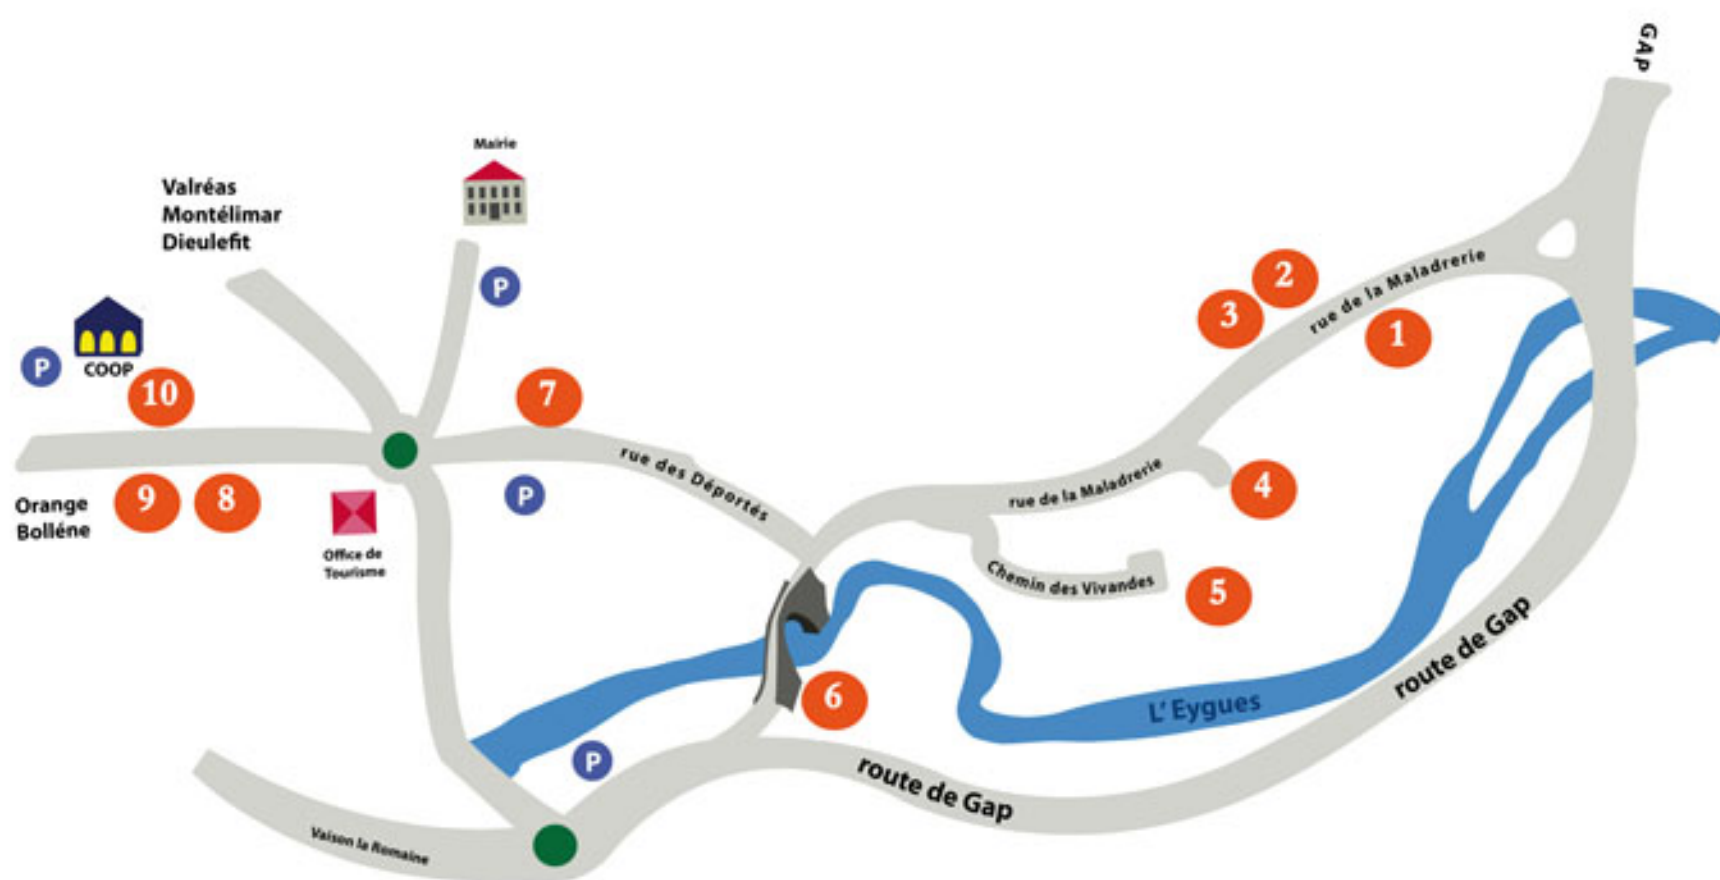 GAP
Mairie
Valréas
Montélimar
Dieulefit
P
COOP
P
10
7
2
3
1
rue de la Maladrerie
rue des Déportés
P
rue de la Maladrerie
4
Orange
Bolléne
9
8
Office de
Tourisme
Chemin des Vivandes
5
6
L'Eygues
route de Gap
P
route de Gap
Vaison la Romaine